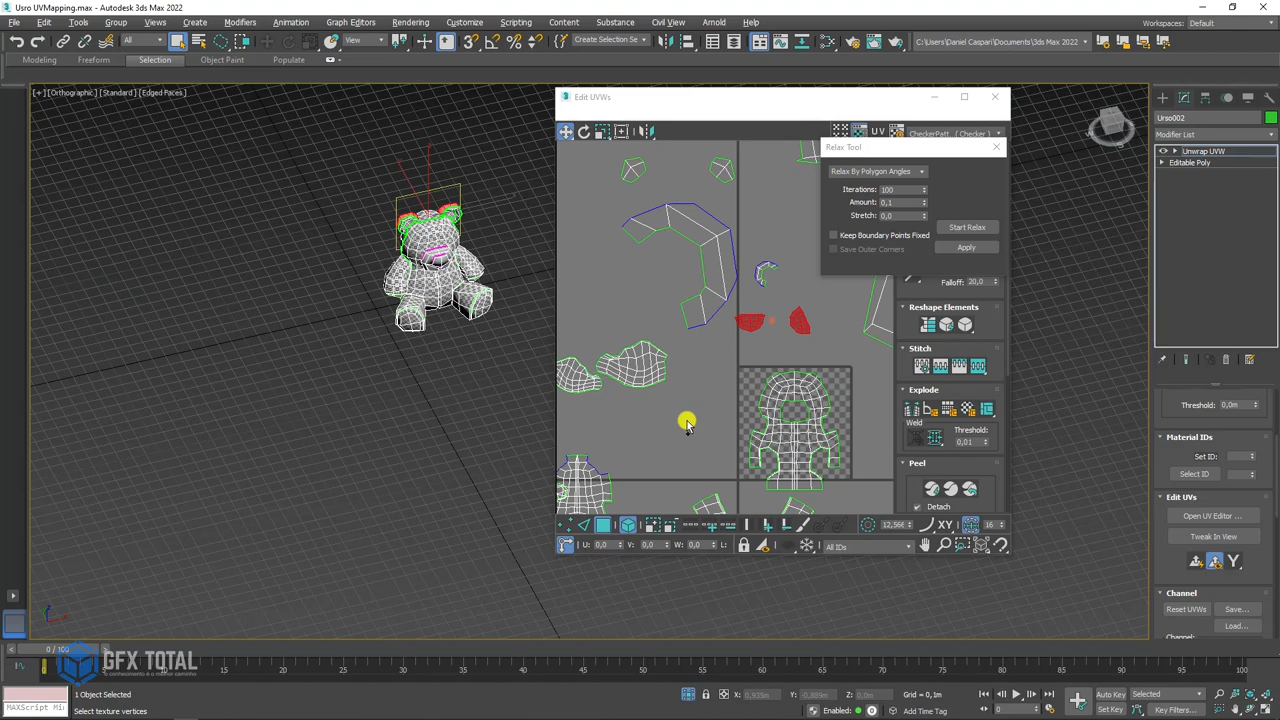 Usro UVMapping.max - Autodesk 3ds Max 2022
File Edit Tools Group Views Create Modifiers Animation Graph Editors Rendering Customize Scripting Content Substance Civil View Arnold Help
Workspaces: Default
All View Create Selection Se C:\Users\Daniel Caspari\Documents\3ds Max 2022
Modeling Freeform Selection Object Paint Populate
[+] [Orthographic] [Standard] [Edged Faces]
Edit UVWs
UV CheckerPatt ( Checker )
Relax Tool
Relax By Polygon Angles
Iterations: 100
Amount: 0,1
Stretch: 0,0
Start Relax
Keep Boundary Points Fixed
Save Outer Corners
Apply
Falloff: 20,0
Reshape Elements
Stitch
Explode
Weld
Threshold:
0,01
Peel
Detach
12,566 XY 16
U: 0,0 V: 0,0 W: 0,0 L: All IDs
Urso002
Modifier List
Unwrap UVW
Editable Poly
Threshold: 0,0m
Material IDs
Set ID:
Select ID
Edit UVs
Open UV Editor ...
Tweak In View
Channel
Reset UVWs Save...
Load...
Channel:
0 / 100
GFX TOTAL
o conhecimento é o melhor caminho
0 15 20 25 30 35 40 45 50 55 60 65 70 75 80 85 90 95 100
MAXScript Mi
1 Object Selected
Select texture vertices
X: 0,935m Y: -0,889m Z: 0,0m Grid = 0,1m
Enabled: Add Time Tag
0
Auto Key Selected
Set Key Key Filters...